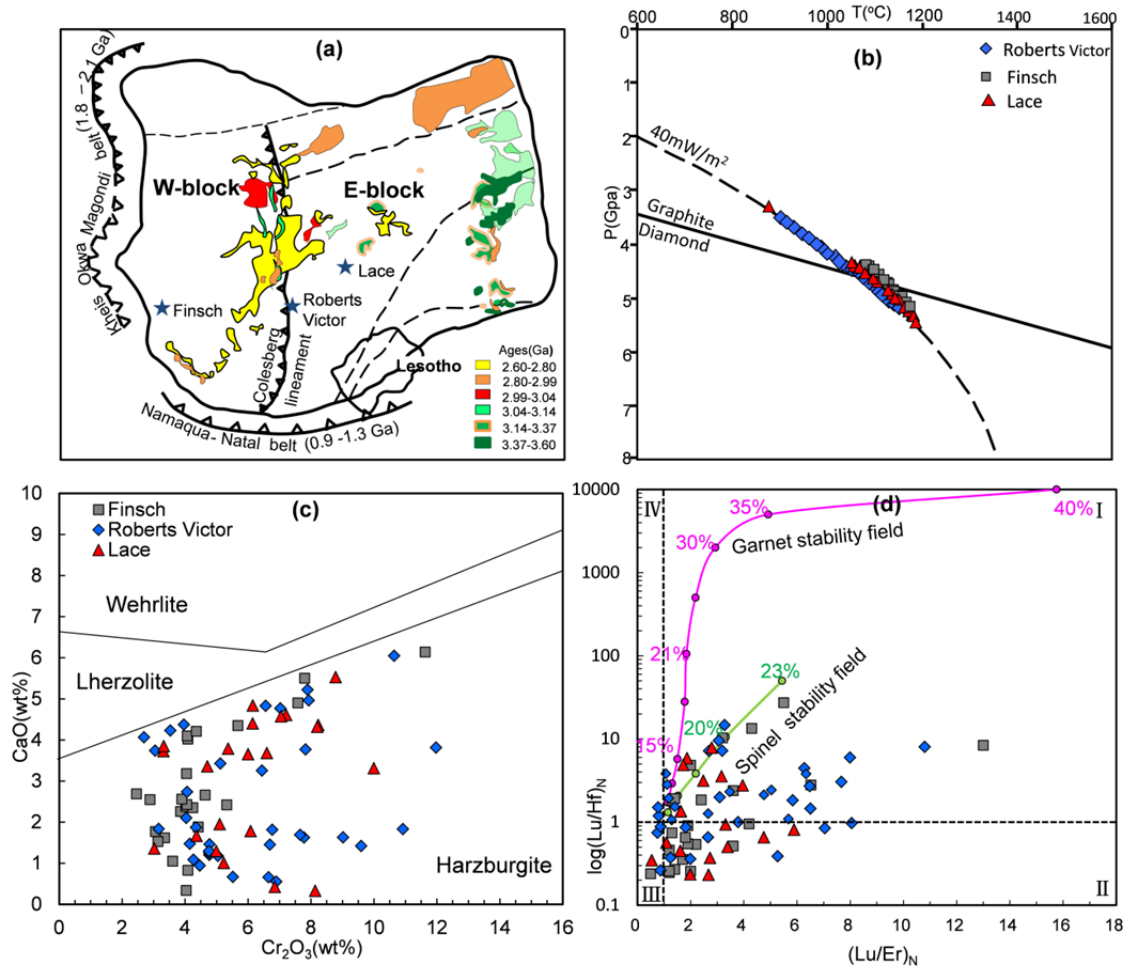 (a)
Kheis Okwa Magondi belt (1.8 – 2.1 Ga)
W-block
E-block
Lace
Finsch
Roberts
Victor
Colesberg
lineament
Lesotho
Namaqua- Natal belt (0.9 -1.3 Ga)
Ages(Ga)
2.60-2.80
2.80-2.99
2.99-3.04
3.04-3.14
3.14-3.37
3.37-3.60
600 800 1000 1200 1400 1600
T(°C)
(b)
Roberts Victor
Finsch
Lace
40mW/m²
Graphite
Diamond
P(Gpa)
0
1
2
3
4
5
6
7
8
(c)
Finsch
Roberts Victor
Lace
Wehrlite
Lherzolite
Harzburgite
CaO(wt%)
10
9
8
7
6
5
4
3
2
1
0
0 2 4 6 8 10 12 14 16
Cr₂O₃(wt%)
(d)
IV
I
III
II
35%
40%
30%
Garnet stability field
21%
23%
20%
15%
Spinel stability field
log(Lu/Hf)N
10000
1000
100
10
1
0.1
0 2 4 6 8 10 12 14 16 18
(Lu/Er)N